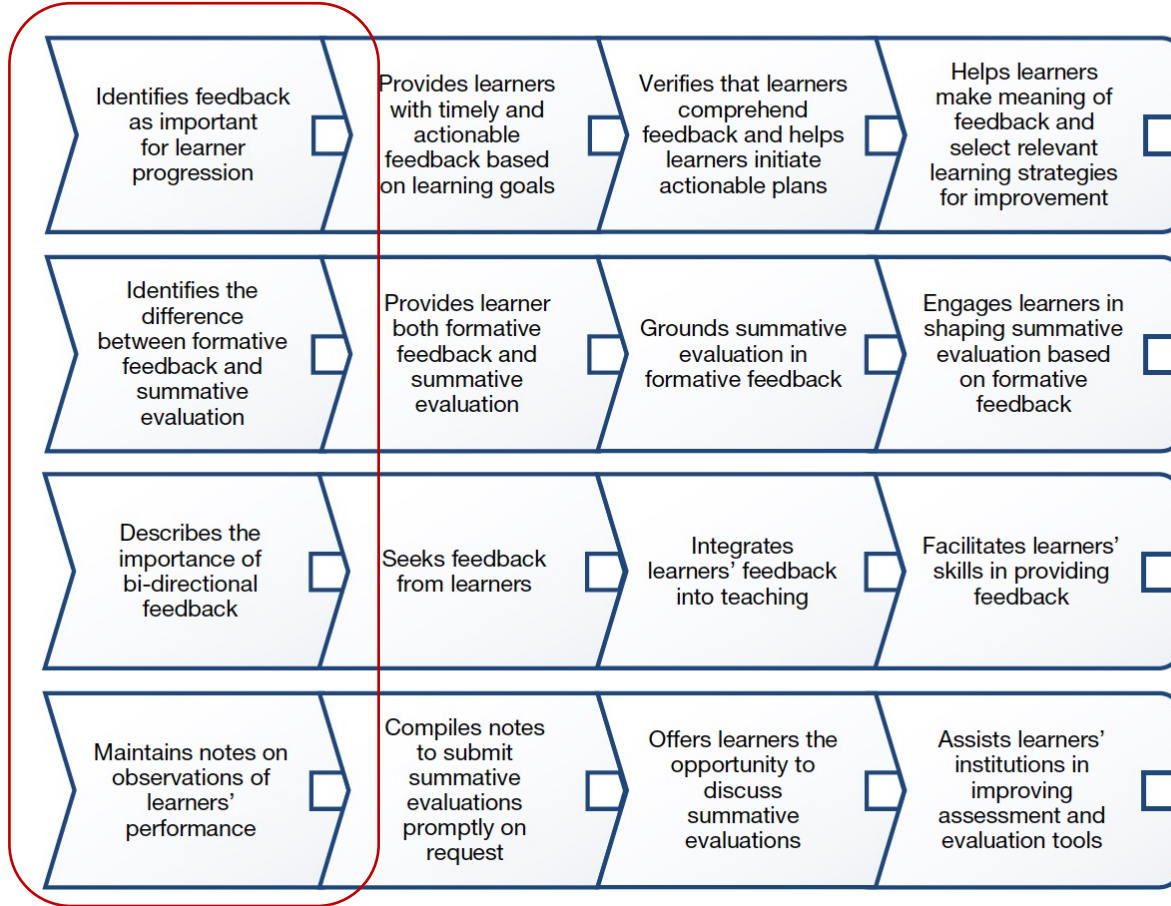 Identifies feedback
as important
for learner
progression
Provides learners
with timely and
actionable
feedback based
on learning goals
Verifies that learners
comprehend
feedback and helps
learners initiate
actionable plans
Helps learners
make meaning of
feedback and
select relevant
learning strategies
for improvement
Identifies the
difference
between formative
feedback and
summative
evaluation
Provides learner
both formative
feedback and
summative
evaluation
Grounds summative
evaluation in
formative feedback
Engages learners in
shaping summative
evaluation based
on formative
feedback
Describes the
importance of
bi-directional
feedback
Seeks feedback
from learners
Integrates
learners’ feedback
into teaching
Facilitates learners’
skills in providing
feedback
Maintains notes on
observations of
learners’
performance
Compiles notes
to submit
summative
evaluations
promptly on
request
Offers learners the
opportunity to
discuss
summative
evaluations
Assists learners’
institutions in
improving
assessment and
evaluation tools